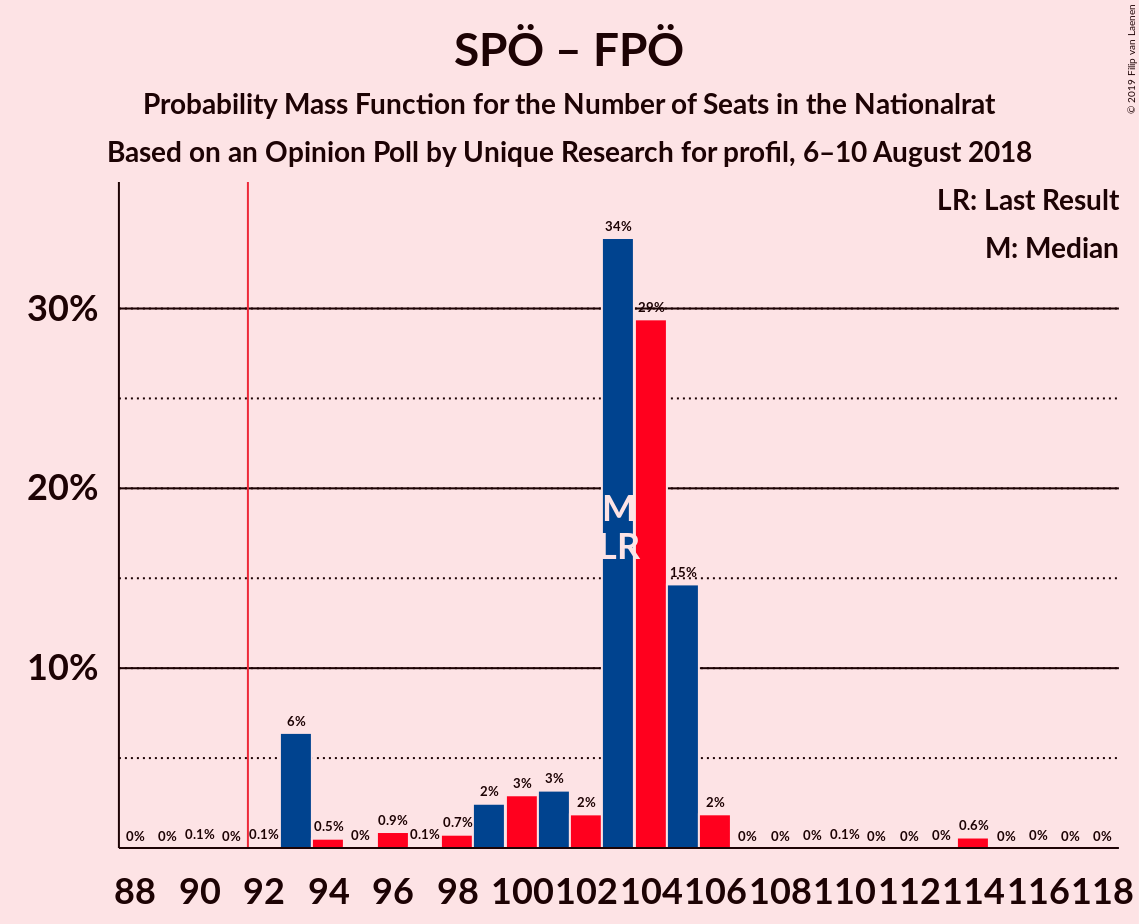 SPÖ – FPÖ
Probability Mass Function for the Number of Seats in the Nationalrat
Based on an Opinion Poll by Unique Research for profil, 6–10 August 2018
© 2019 Filip van Laenen
LR: Last Result
M: Median
30%
20%
10%
0% 0% 0.1% 0% 0.1% 6% 0.5% 0% 0.9% 0.1% 0.7% 2% 3% 3% 2% 34% 29% 15% 2% 0% 0% 0% 0.1% 0% 0% 0% 0.6% 0% 0% 0% 0%
M
LR
88 90 92 94 96 98 100 102 104 106 108 110 112 114 116 118